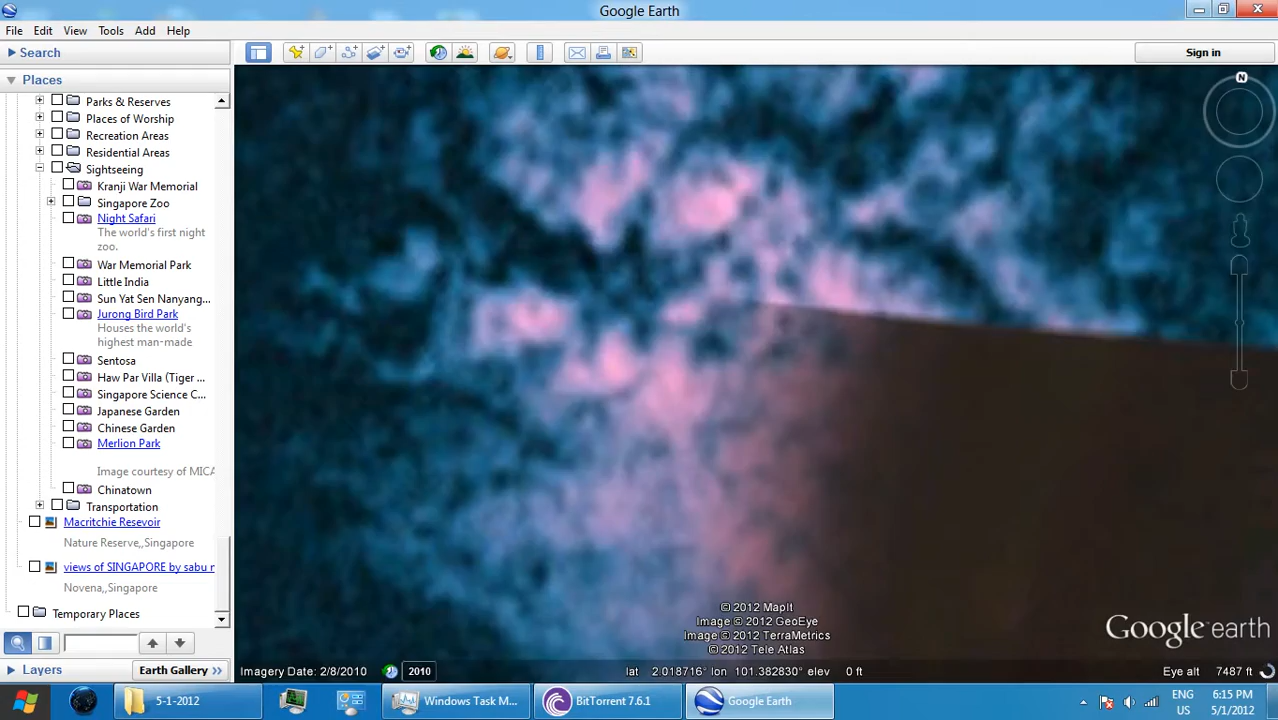 Google Earth
File Edit View Tools Add Help
Search
Sign in
Places
N
Parks & Reserves
Places of Worship
Recreation Areas
Residential Areas
Sightseeing
Kranji War Memorial
Singapore Zoo
Night Safari
The world's first night
zoo.
War Memorial Park
Little India
Sun Yat Sen Nanyang...
Jurong Bird Park
Houses the world's
highest man-made
Sentosa
Haw Par Villa (Tiger ...
Singapore Science C...
Japanese Garden
Chinese Garden
Merlion Park
Image courtesy of MICA
Chinatown
Transportation
Macritchie Resevoir
Nature Reserve,,Singapore
views of SINGAPORE by sabu
Novena,,Singapore
Temporary Places
© 2012 MapIt
Image © 2012 GeoEye
Image © 2012 TerraMetrics
© 2012 Tele Atlas
Google earth
Layers
Earth Gallery >>
Imagery Date: 2/8/2010 2010 lat 2.018716° lon 101.382830° elev 0 ft Eye alt 7487 ft
5-1-2012
Windows Task M...
BitTorrent 7.6.1
Google Earth
ENG
US
6:15 PM
5/1/2012